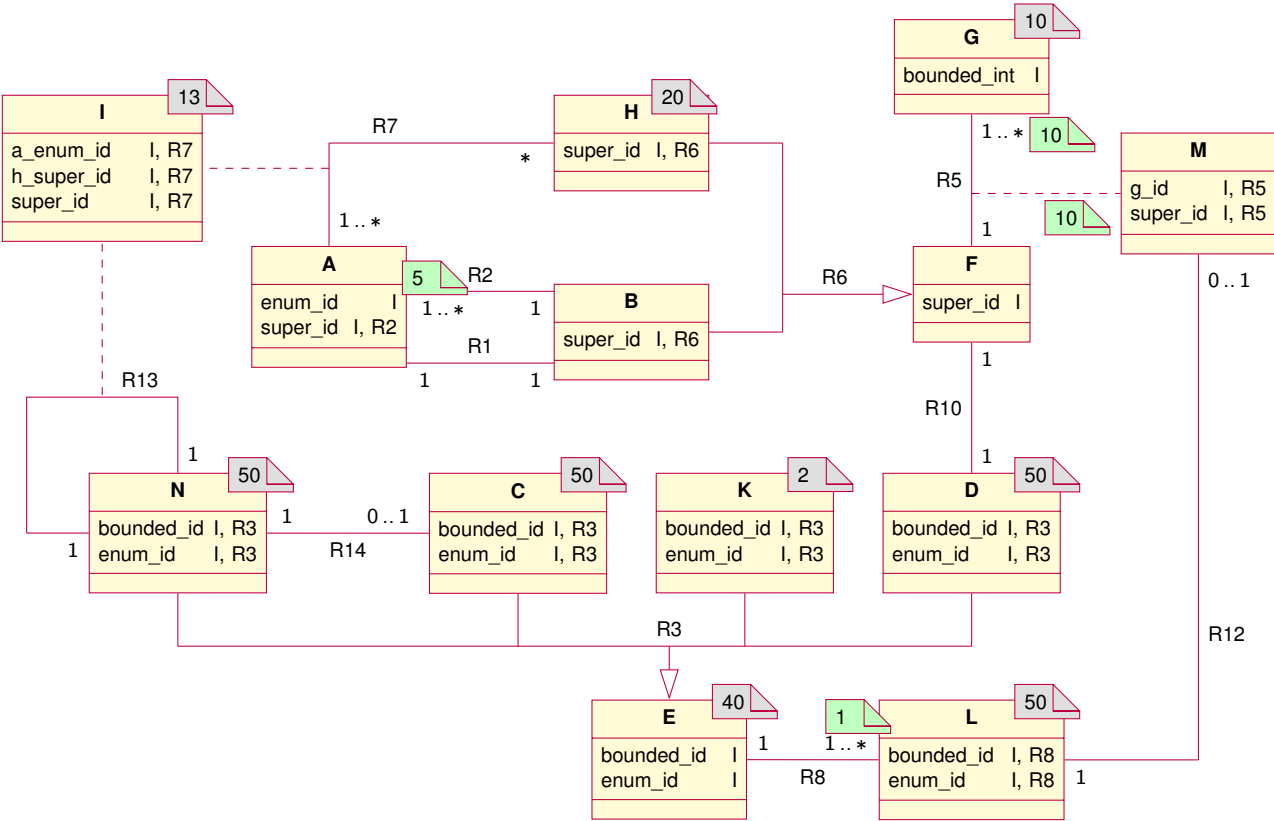 10
G
bounded_int I
1..*
10
13
I
a_enum_id I, R7
h_super_id I, R7
super_id I, R7
R7
20
H
super_id I, R6
*
M
g_id I, R5
super_id I, R5
R5
10
1..*
1
A
enum_id I
super_id I, R2
5
R2
1..*
1
R1
1
1
B
super_id I, R6
R6
F
super_id I
0..1
1
R10
1
R13
1
1
50
N
bounded_id I, R3
enum_id I, R3
1
0..1
R14
50
C
bounded_id I, R3
enum_id I, R3
2
K
bounded_id I, R3
enum_id I, R3
50
D
bounded_id I, R3
enum_id I, R3
R3
R12
40
E
bounded_id I
enum_id I
1
1
1..*
R8
50
L
bounded_id I, R8
enum_id I, R8
1